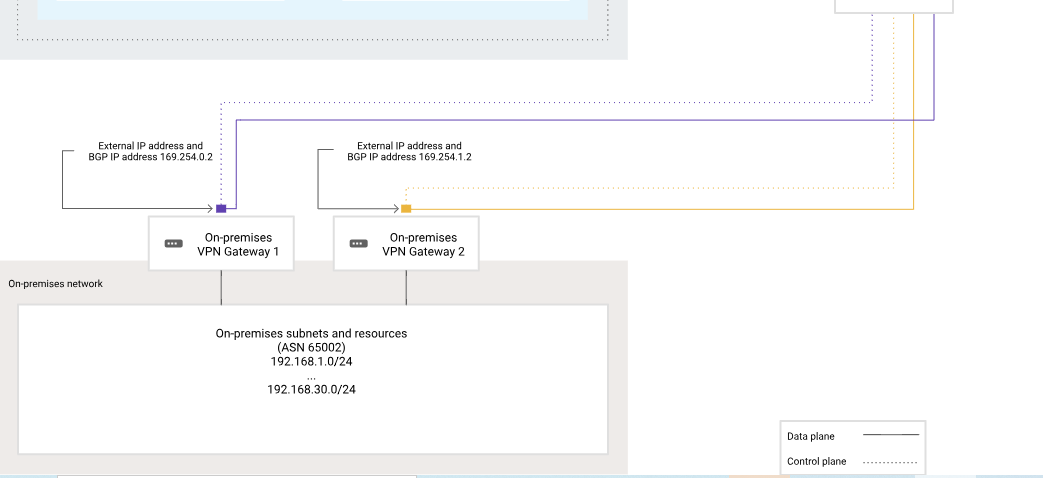 External IP address and
BGP IP address 169.254.0.2
External IP address and
BGP IP address 169.254.1.2
On-premises
VPN Gateway 1
On-premises
VPN Gateway 2
On-premises network
On-premises subnets and resources
(ASN 65002)
192.168.1.0/24
...
192.168.30.0/24
Data plane
Control plane